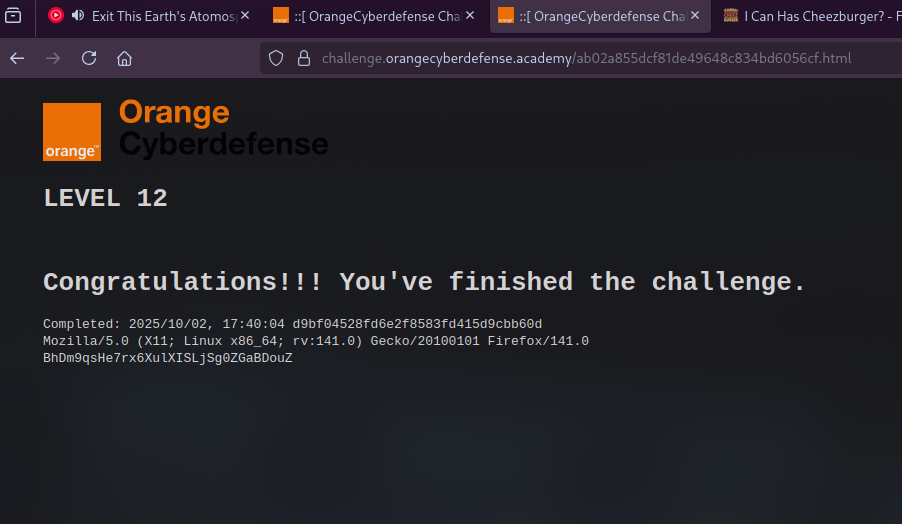 Exit This Earth's Atomosp
::[ OrangeCyberdefense Cha
::[ OrangeCyberdefense Cha
I Can Has Cheezburger? - F
challenge.orangecyberdefense.academy/ab02a855dcf81de49648c834bd6056cf.html
orange™
Orange
Cyberdefense
LEVEL 12
Congratulations!!! You've finished the challenge.
Completed: 2025/10/02, 17:40:04 d9bf04528fd6e2f8583fd415d9cbb60d
Mozilla/5.0 (X11; Linux x86_64; rv:141.0) Gecko/20100101 Firefox/141.0
BhDm9qsHe7rx6XulXISLjSg0ZGaBDouZ